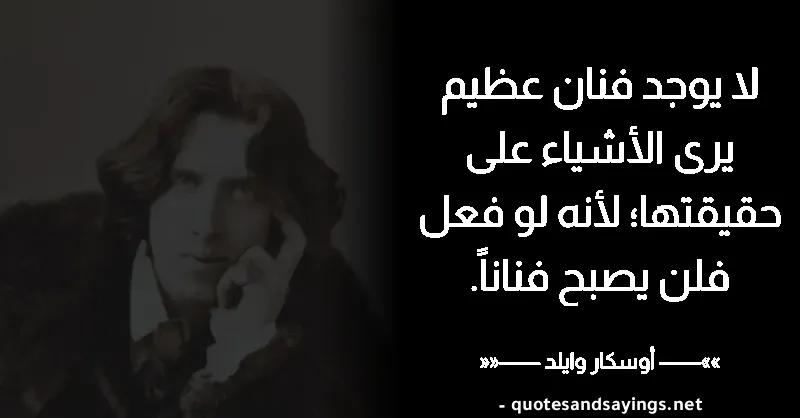 لا يوجد فنان عظيم
يرى الأشياء على
حقيقتها؛ لأنه لو فعل
فلن يصبح فناناً.
»»—— أوسكار وايلد ——««
- quotesandsayings.net